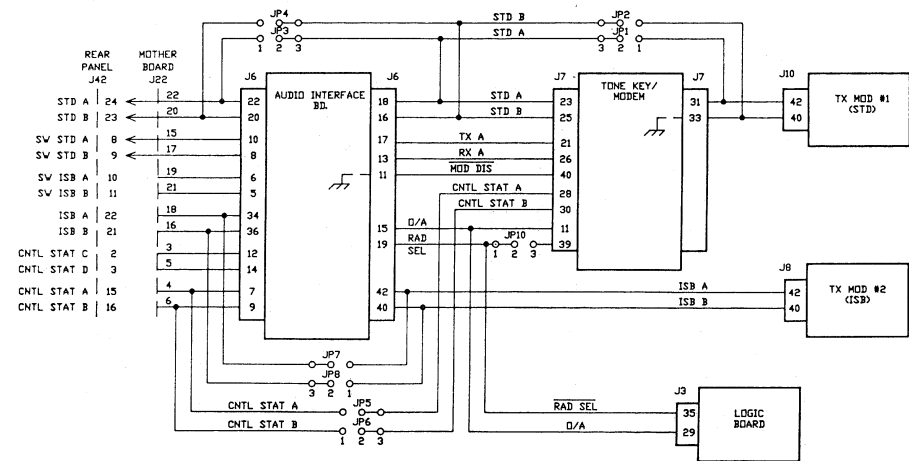 STD B
STD A
JP4
JP3
1 2 3
JP2
JP1
3 2 1
REAR PANEL J42
MOTHER BOARD J22
J6
AUDIO INTERFACE BD.
J6
J7
TONE KEY/ MODEM
J7
J10
TX MOD #1 (STD)
STD A 24 22 22
STD B 23 20 20
SW STD A 8 15 10
SW STD B 9 17 8
SW ISB A 10 19 6
SW ISB B 11 21 5
ISB A 22 18 34
ISB B 21 16 36
CNTL STAT C 2 3 12
CNTL STAT D 3 5 14
CNTL STAT A 15 4 7
CNTL STAT B 16 6 9
18 STD A 23
16 STD B 25
17 TX A 21
13 RX A 26
11 MOD DIS 40
CNTL STAT A 28
CNTL STAT B 30
15 O/A 11
19 RAD SEL JP10 39
1 2 3
42 ISB A 42
40 ISB B 40
31 42
33 40
J8
TX MOD #2 (ISB)
JP7
JP8
3 2 1
CNTL STAT A JP5
CNTL STAT B JP6
1 2 3
J3
RAD SEL 35
O/A 29
LOGIC BOARD